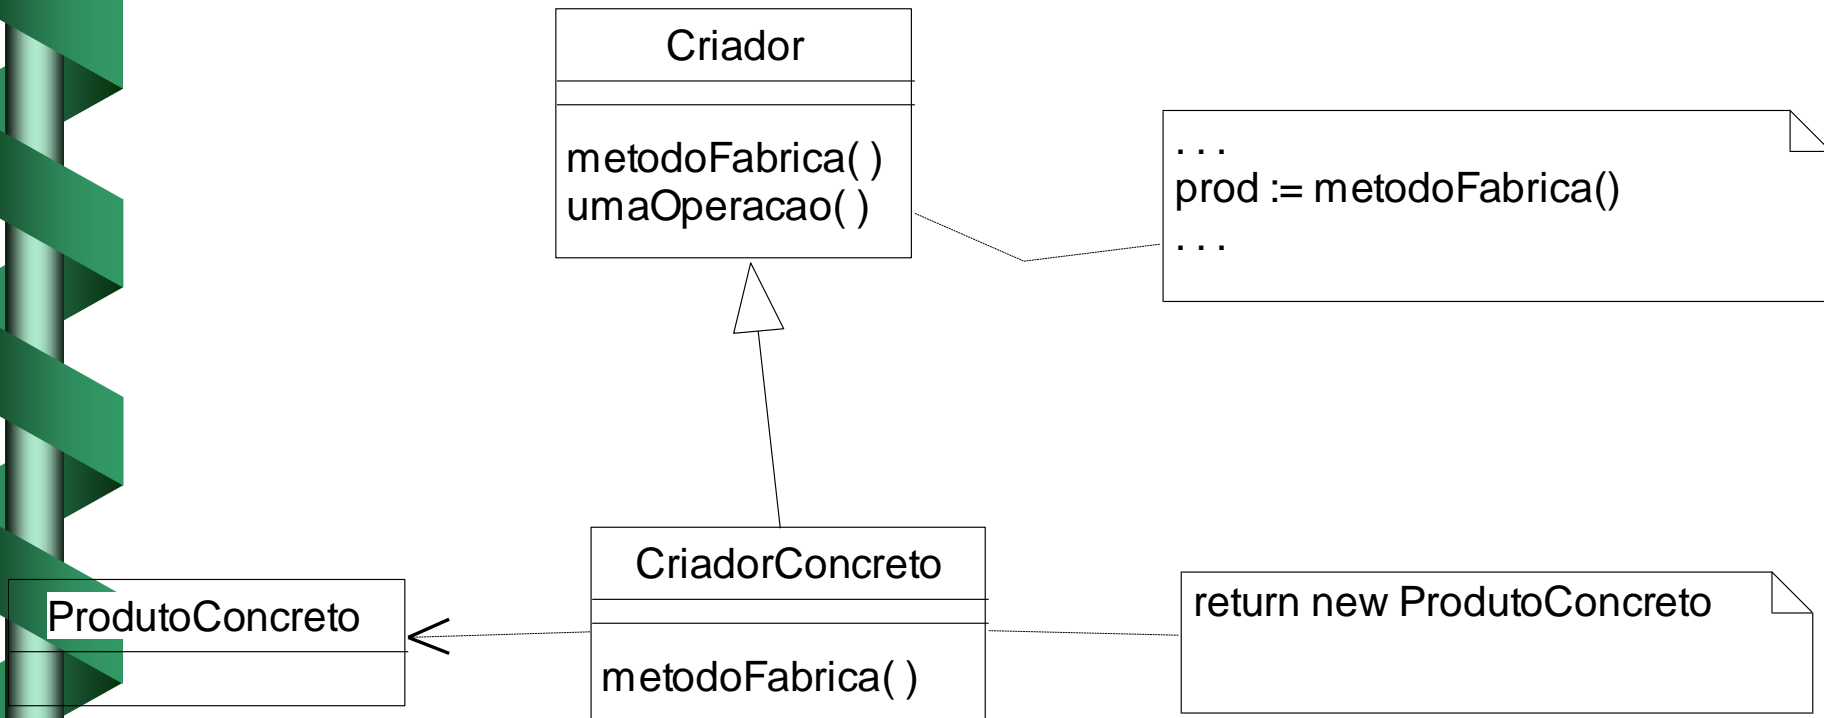 Criador
metodoFabrica( )
umaOperacao( )
. . .
prod := metodoFabrica()
. . .
CriadorConcreto
metodoFabrica( )
ProdutoConcreto
return new ProdutoConcreto